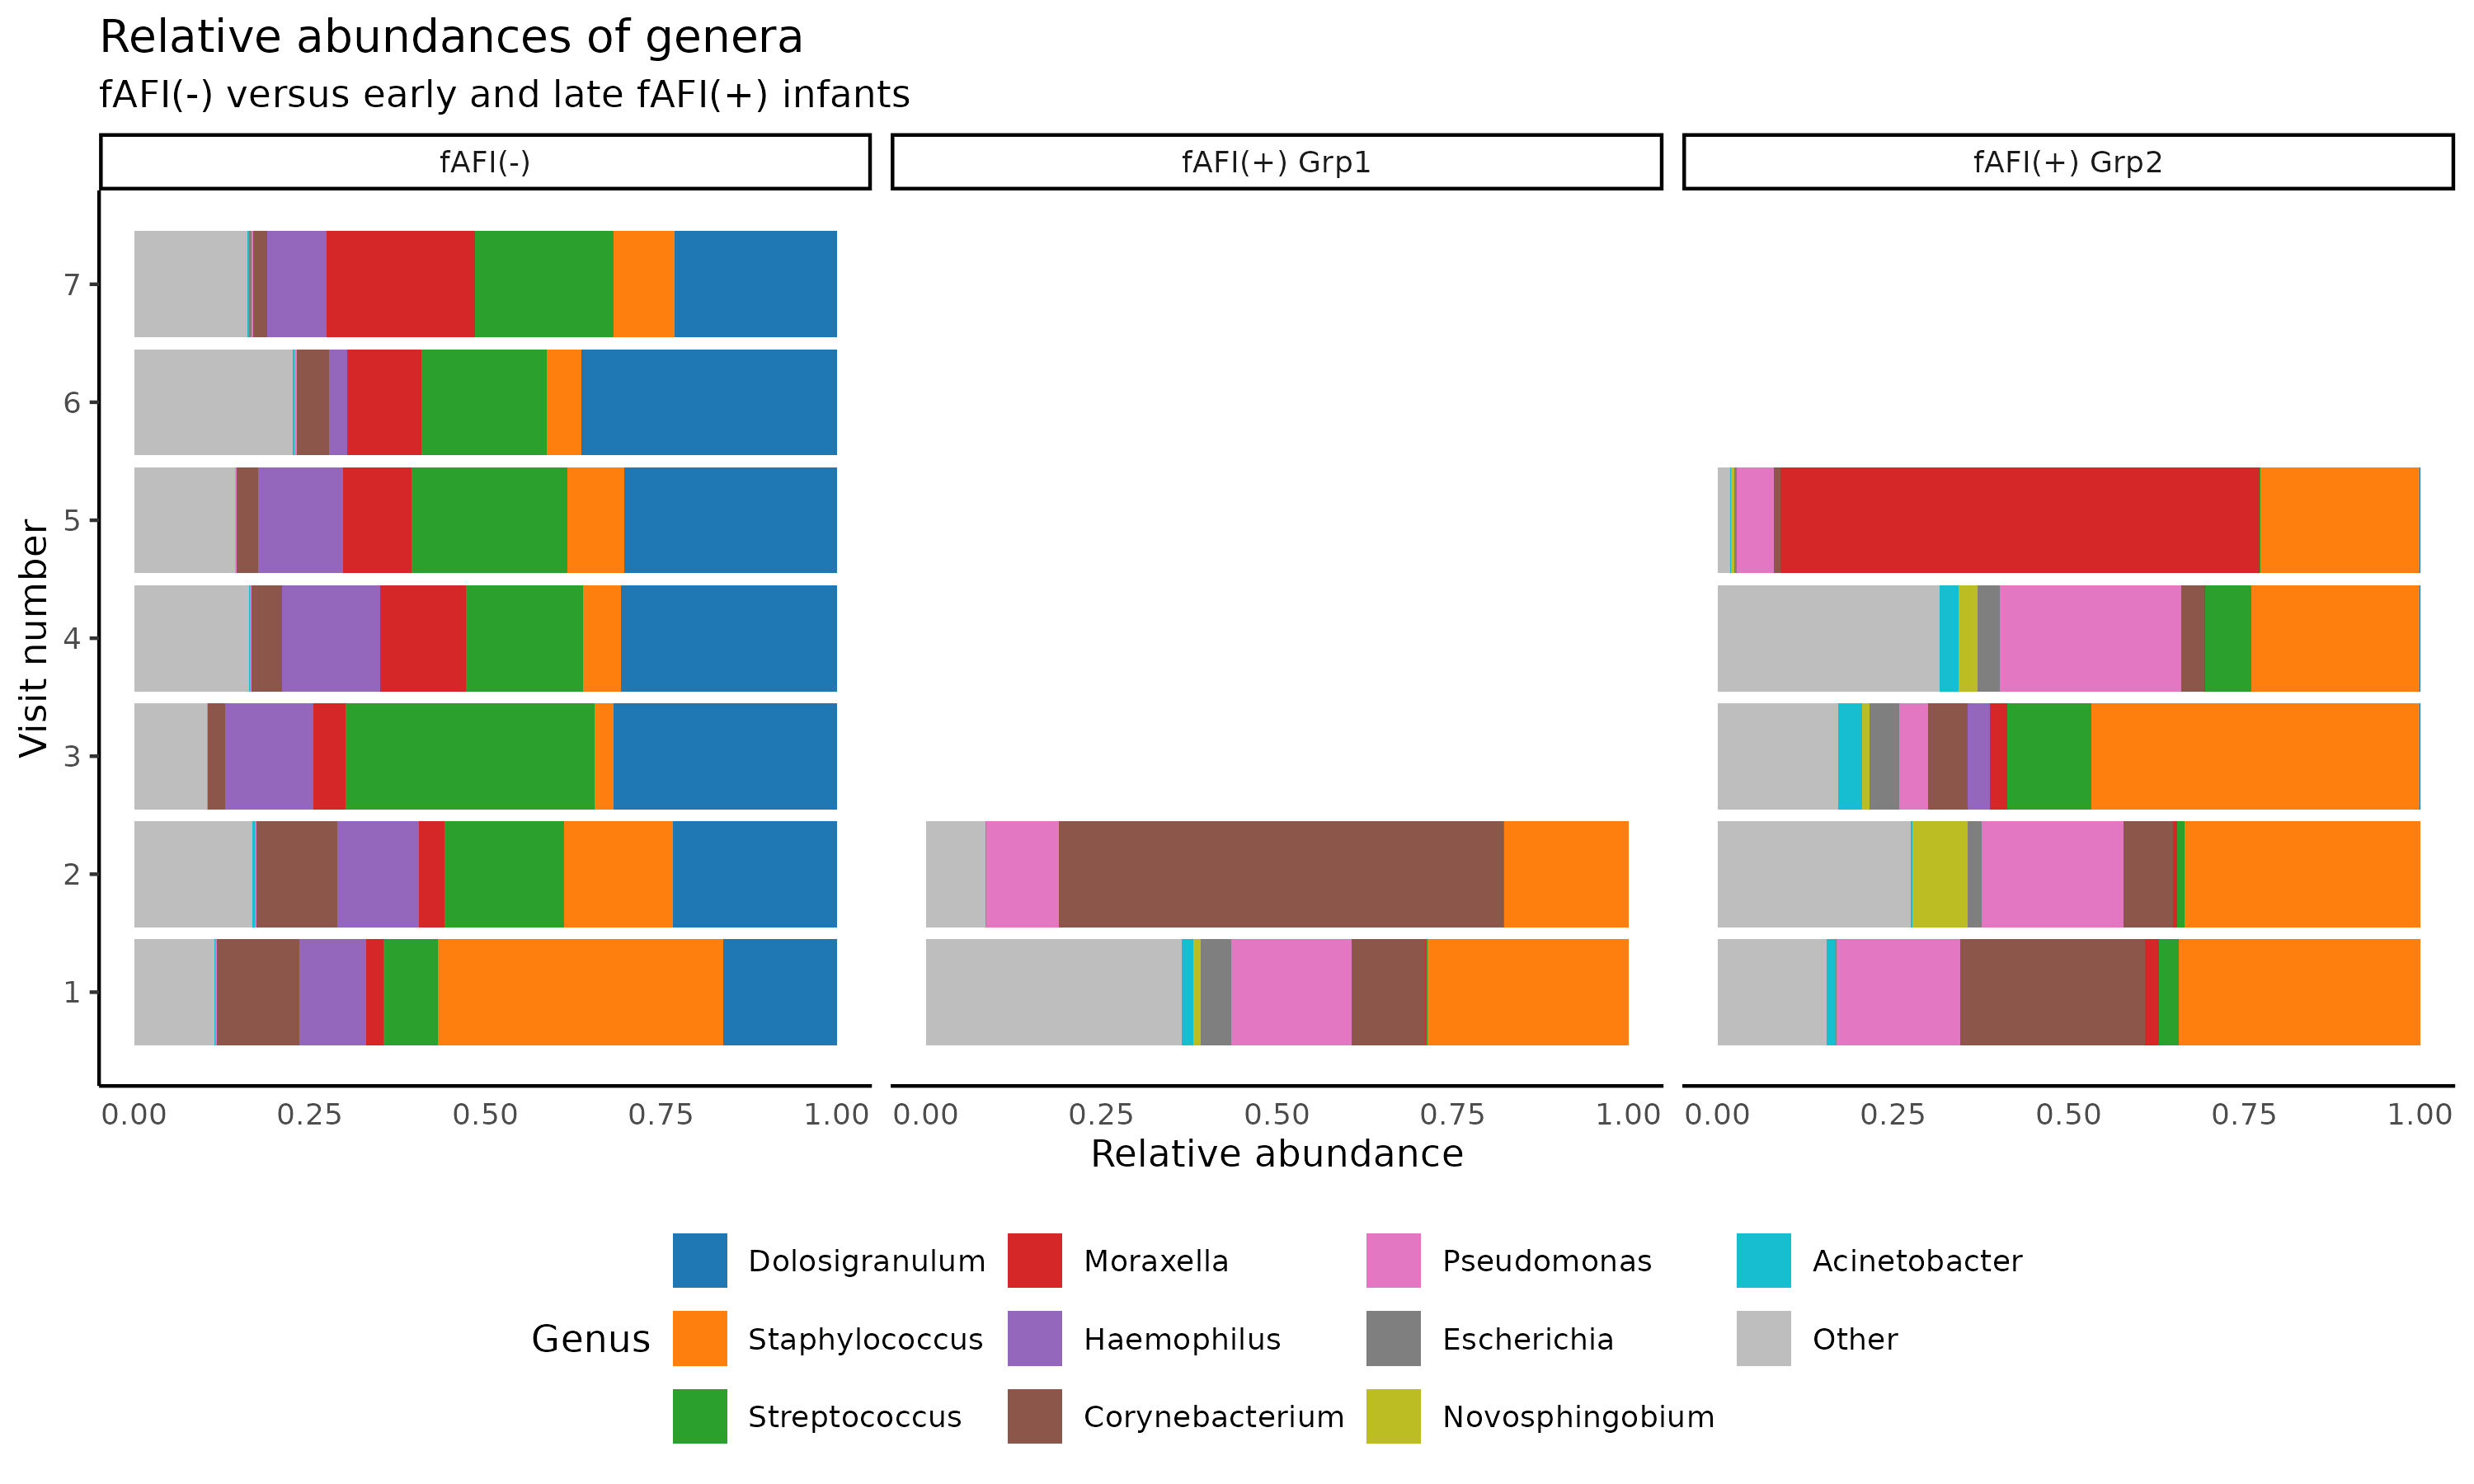 Relative abundances of genera
fAFI(-) versus early and late fAFI(+) infants
fAFI(-) fAFI(+) Grp1 fAFI(+) Grp2
Visit number
7
6
5
4
3
2
1
0.00 0.25 0.50 0.75 1.00 0.00 0.25 0.50 0.75 1.00 0.00 0.25 0.50 0.75 1.00
Relative abundance
Dolosigranulum Moraxella Pseudomonas Acinetobacter
Genus Staphylococcus Haemophilus Escherichia Other
Streptococcus Corynebacterium Novosphingobium